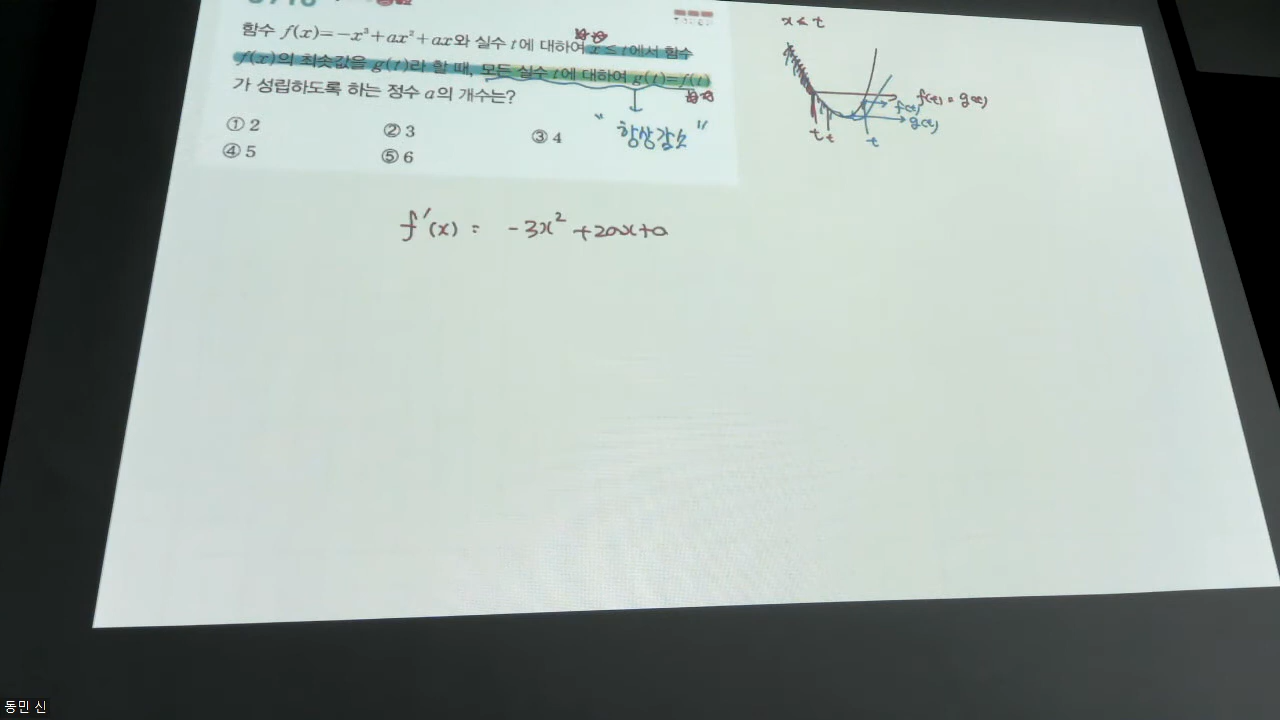 함수 f(x)=-x³+ax²+ax와 실수 t에 대하여 x≤t에서 함수
f(x)의 최솟값을 g(t)라 할 때, 모든 실수 t에 대하여 g(t)=f(t)
가 성립하도록 하는 정수 a의 개수는?
① 2 ② 3 ③ 4
④ 5 ⑤ 6
"항상감소"
x ≤ t
f(t) = g(t)
f(t)
g(t)
t t t
f'(x) = -3x² +2ax+a
동민 신